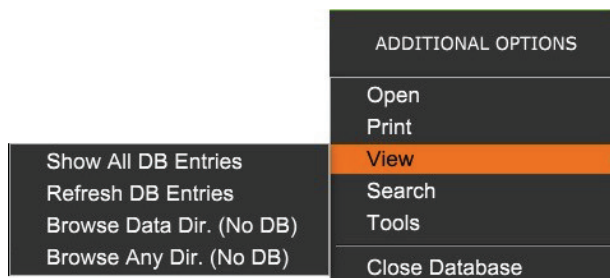 ADDITIONAL OPTIONS
Open
Print
View
Search
Tools
Close Database
Show All DB Entries
Refresh DB Entries
Browse Data Dir. (No DB)
Browse Any Dir. (No DB)